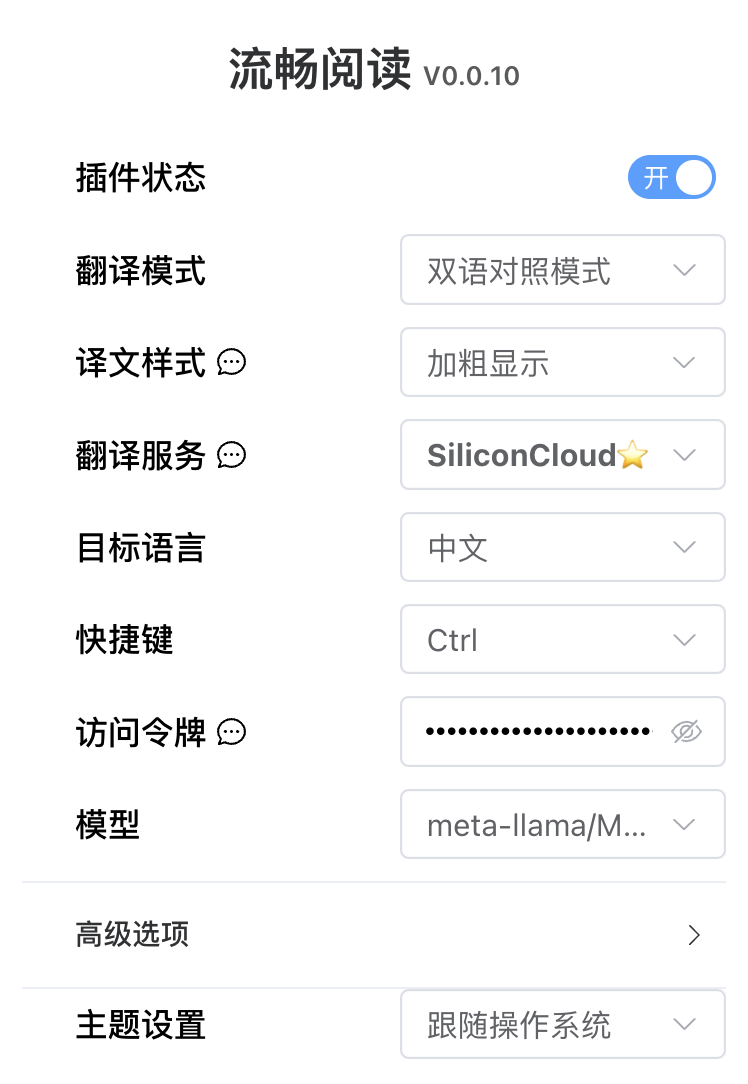 流畅阅读 V0.0.10
插件状态 开
翻译模式 双语对照模式
译文样式 加粗显示
翻译服务 SiliconCloud⭐
目标语言 中文
快捷键 Ctrl
访问令牌 •••••••••••••••••••••
模型 meta-llama/M...
高级选项
主题设置 跟随操作系统